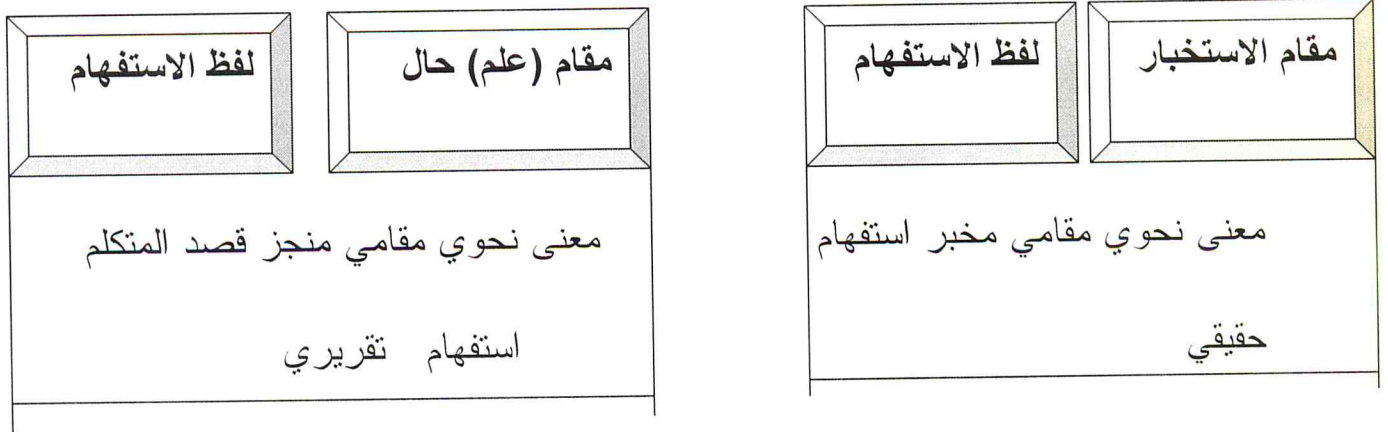 مقام الاستخبار
لفظ الاستفهام
معنى نحوي مقامي مخبر استفهام
حقيقي
مقام (علم) حال
لفظ الاستفهام
معنى نحوي مقامي منجز قصد المتكلم
استفهام تقريري